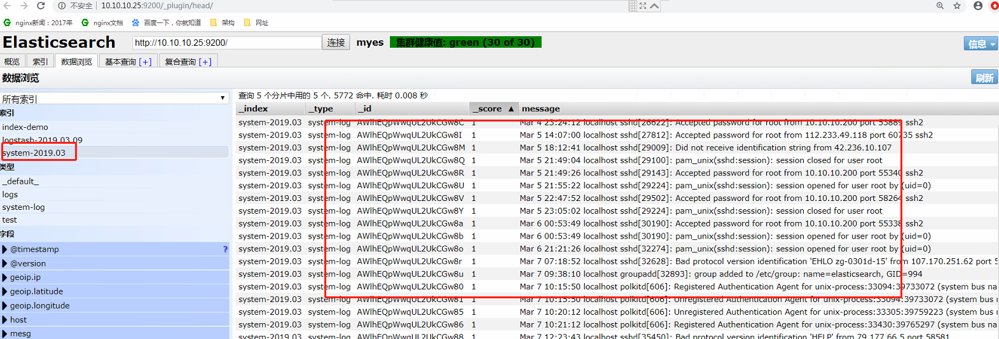 不安全 10.10.10.25:9200/_plugin/head/
nginx新闻：2017年 nginx文档 百度一下，你就知道 架构 网址
Elasticsearch http://10.10.10.25:9200/ 连接 myes 集群健康值: green (30 of 30) 信息
概览 索引 数据浏览 基本查询 [+] 复合查询 [+]
数据浏览 刷新
所有索引
索引
index-demo
logstash-2019.03.09
system-2019.03
类型
_default_
logs
system-log
test
字段
@timestamp ?
@version
geoip.ip
geoip.latitude
geoip.longitude
host
mesg
查询 5 个分片中用的 5 个. 5772 命中. 耗时 0.008 秒
_index _type _id _score ▲ message
system-2019.03 system-log AWlhEQpWwqUL2UkCGw8C 1 Mar 4 23:24:12 localhost sshd[26622]: Accepted password for root from 10.10.10.200 port 53889 ssh2
system-2019.03 system-log AWlhEQpWwqUL2UkCGw8I 1 Mar 5 14:07:00 localhost sshd[27812]: Accepted password for root from 112.233.49.118 port 60735 ssh2
system-2019.03 system-log AWlhEQpWwqUL2UkCGw8M 1 Mar 5 18:12:41 localhost sshd[29009]: Did not receive identification string from 42.236.10.107
system-2019.03 system-log AWlhEQpWwqUL2UkCGw8Q 1 Mar 5 21:49:04 localhost sshd[29100]: pam_unix(sshd:session): session closed for user root
system-2019.03 system-log AWlhEQpWwqUL2UkCGw8R 1 Mar 5 21:49:26 localhost sshd[29143]: Accepted password for root from 10.10.10.200 port 55340 ssh2
system-2019.03 system-log AWlhEQpWwqUL2UkCGw8U 1 Mar 5 21:55:22 localhost sshd[29224]: pam_unix(sshd:session): session opened for user root by (uid=0)
system-2019.03 system-log AWlhEQpWwqUL2UkCGw8V 1 Mar 5 22:47:52 localhost sshd[29502]: Accepted password for root from 10.10.10.200 port 58264 ssh2
system-2019.03 system-log AWlhEQpWwqUL2UkCGw8Y 1 Mar 5 23:05:02 localhost sshd[29224]: pam_unix(sshd:session): session closed for user root
system-2019.03 system-log AWlhEQpWwqUL2UkCGw8a 1 Mar 6 00:53:49 localhost sshd[30190]: Accepted password for root from 10.10.10.200 port 55338 ssh2
system-2019.03 system-log AWlhEQpWwqUL2UkCGw8b 1 Mar 6 00:53:49 localhost sshd[30190]: pam_unix(sshd:session): session opened for user root by (uid=0)
system-2019.03 system-log AWlhEQpWwqUL2UkCGw8o 1 Mar 6 21:21:26 localhost sshd[32274]: pam_unix(sshd:session): session opened for user root by (uid=0)
system-2019.03 system-log AWlhEQpWwqUL2UkCGw8r 1 Mar 7 07:18:52 localhost sshd[32628]: Bad protocol version identification 'EHLO zg-0301d-15' from 107.170.251.62 port 5
system-2019.03 system-log AWlhEQpWwqUL2UkCGw8u 1 Mar 7 09:38:10 localhost groupadd[32893]: group added to /etc/group: name=elasticsearch, GID=994
system-2019.03 system-log AWlhEQpWwqUL2UkCGw80 1 Mar 7 10:15:50 localhost polkitd[606]: Registered Authentication Agent for unix-process:33094:39733072 (system bus na
system-2019.03 system-log AWlhEQpWwqUL2UkCGw81 1 Mar 7 10:15:50 localhost polkitd[606]: Unregistered Authentication Agent for unix-process:33094:39733072 (system bus r
system-2019.03 system-log AWlhEQpWwqUL2UkCGw85 1 Mar 7 10:20:12 localhost polkitd[606]: Unregistered Authentication Agent for unix-process:33305:39759223 (system bus r
system-2019.03 system-log AWlhEQpWwqUL2UkCGw86 1 Mar 7 10:21:12 localhost polkitd[606]: Registered Authentication Agent for unix-process:33430:39765297 (system bus na
system-2019.03 system-log AWlhEQpWwqUL2UkCGw88 1 Mar 7 12:23:43 localhost sshd[35450]: Bad protocol version identification 'HELP' from 79.177.66.5 port 58581